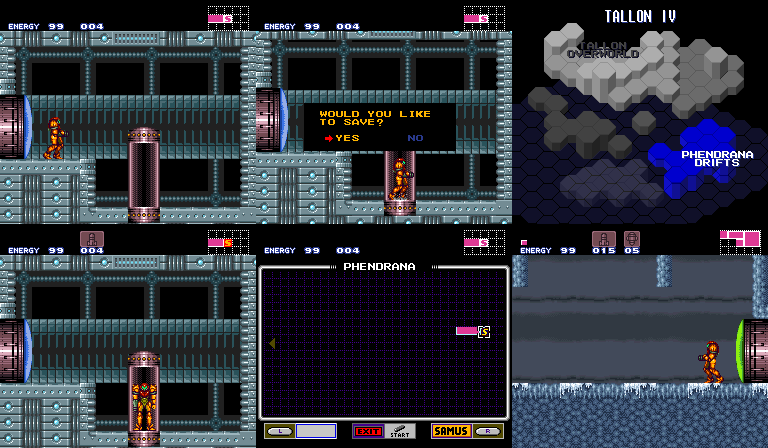 ENERGY 99 004
S
ENERGY 99 004
S
WOULD YOU LIKE
TO SAVE?
YES NO
TALLON IV
TALLON
OVERWORLD
PHENDRANA
DRIFTS
ENERGY 99 004
S
ENERGY 99 004
S
PHENDRANA
S
L EXIT START SAMUS R
ENERGY 99 015 05